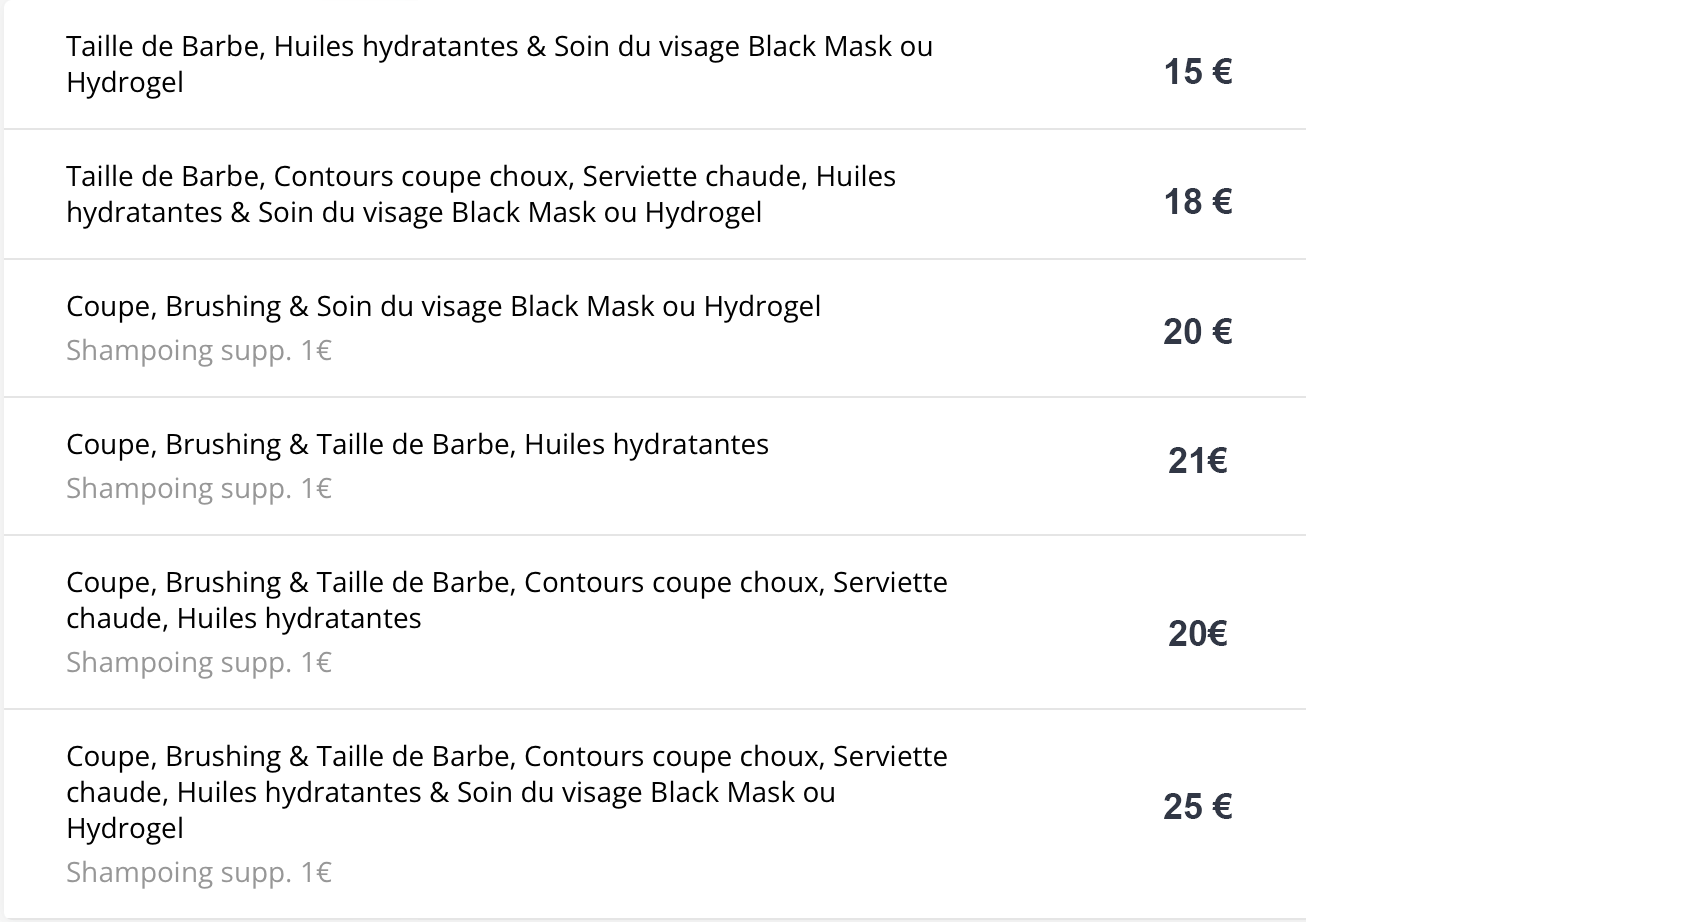 Taille de Barbe, Huiles hydratantes & Soin du visage Black Mask ou
Hydrogel
15 €
Taille de Barbe, Contours coupe choux, Serviette chaude, Huiles
hydratantes & Soin du visage Black Mask ou Hydrogel
18 €
Coupe, Brushing & Soin du visage Black Mask ou Hydrogel
Shampoing supp. 1€
20 €
Coupe, Brushing & Taille de Barbe, Huiles hydratantes
Shampoing supp. 1€
21€
Coupe, Brushing & Taille de Barbe, Contours coupe choux, Serviette
chaude, Huiles hydratantes
Shampoing supp. 1€
20€
Coupe, Brushing & Taille de Barbe, Contours coupe choux, Serviette
chaude, Huiles hydratantes & Soin du visage Black Mask ou
Hydrogel
Shampoing supp. 1€
25 €